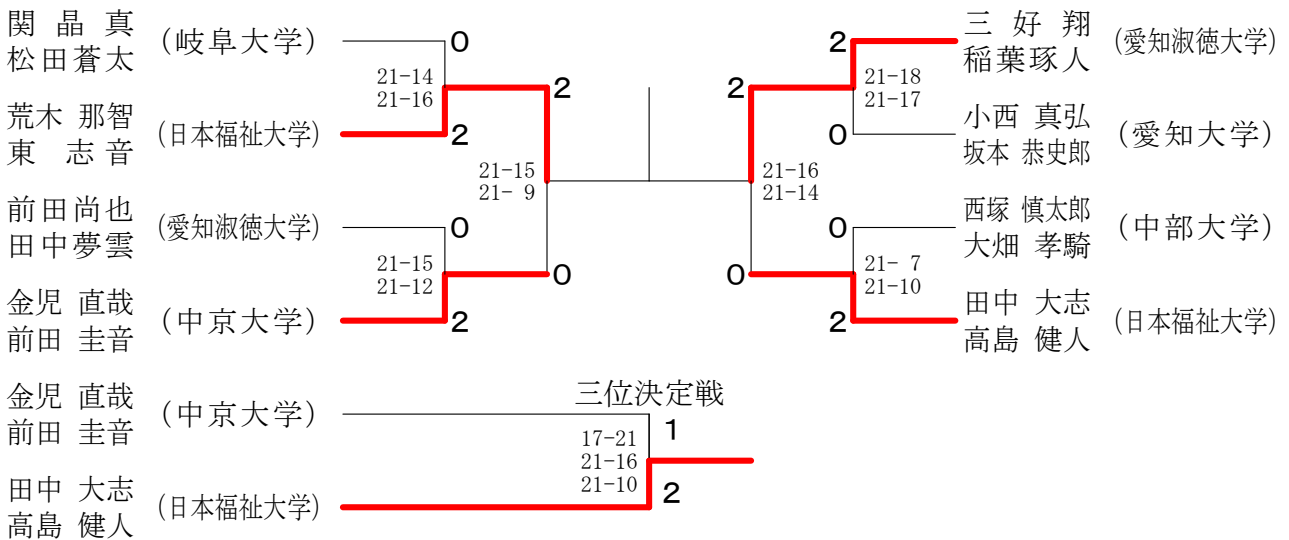 関 晶 真
松田蒼太
(岐阜大学)
0
21-14
21-16
荒木 那智
東 志音
(日本福祉大学)
2
2
21-15
21- 9
前田尚也
田中夢雲
(愛知淑徳大学)
0
21-15
21-12
0
金児 直哉
前田 圭音
(中京大学)
2
2
三 好 翔
稲葉琢人
(愛知淑徳大学)
21-18
21-17
2
0
小西 真弘
坂本 恭史郎
(愛知大学)
21-16
21-14
0
西塚 慎太郎
大畑 孝騎
(中部大学)
0
21- 7
21-10
2
田中 大志
高島 健人
(日本福祉大学)
三位決定戦
金児 直哉
前田 圭音
(中京大学)
1
17-21
21-16
21-10
2
田中 大志
高島 健人
(日本福祉大学)